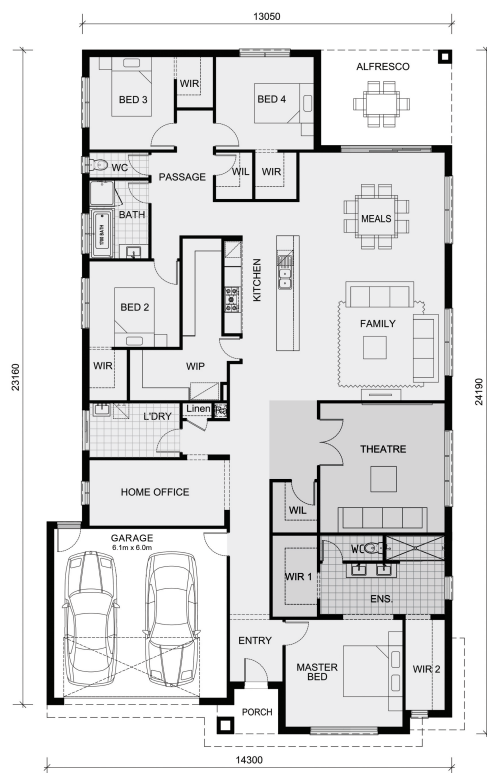 13050
ALFRESCO
WIR
BED 3
BED 4
WC
WIL
WIR
PASSAGE
MEALS
BATH
1700 BATH
KITCHEN
BED 2
FAMILY
WIR
WIP
23160
24190
Linen
L'DRY
THEATRE
HOME OFFICE
WIL
GARAGE
6.1m x 6.0m
WC
WIR 1
ENS.
ENTRY
MASTER
BED
WIR 2
PORCH
14300